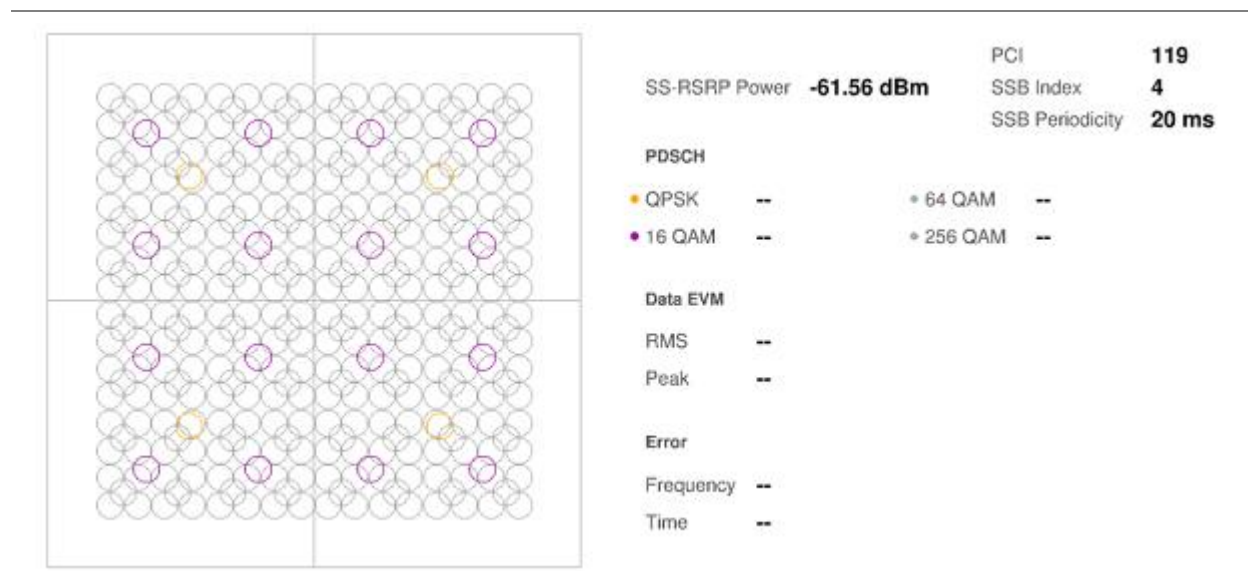 PCI 119
SS-RSRP Power -61.56 dBm
SSB Index 4
SSB Periodicity 20 ms
PDSCH
QPSK -- 64 QAM --
16 QAM -- 256 QAM --
Data EVM
RMS --
Peak --
Error
Frequency --
Time --